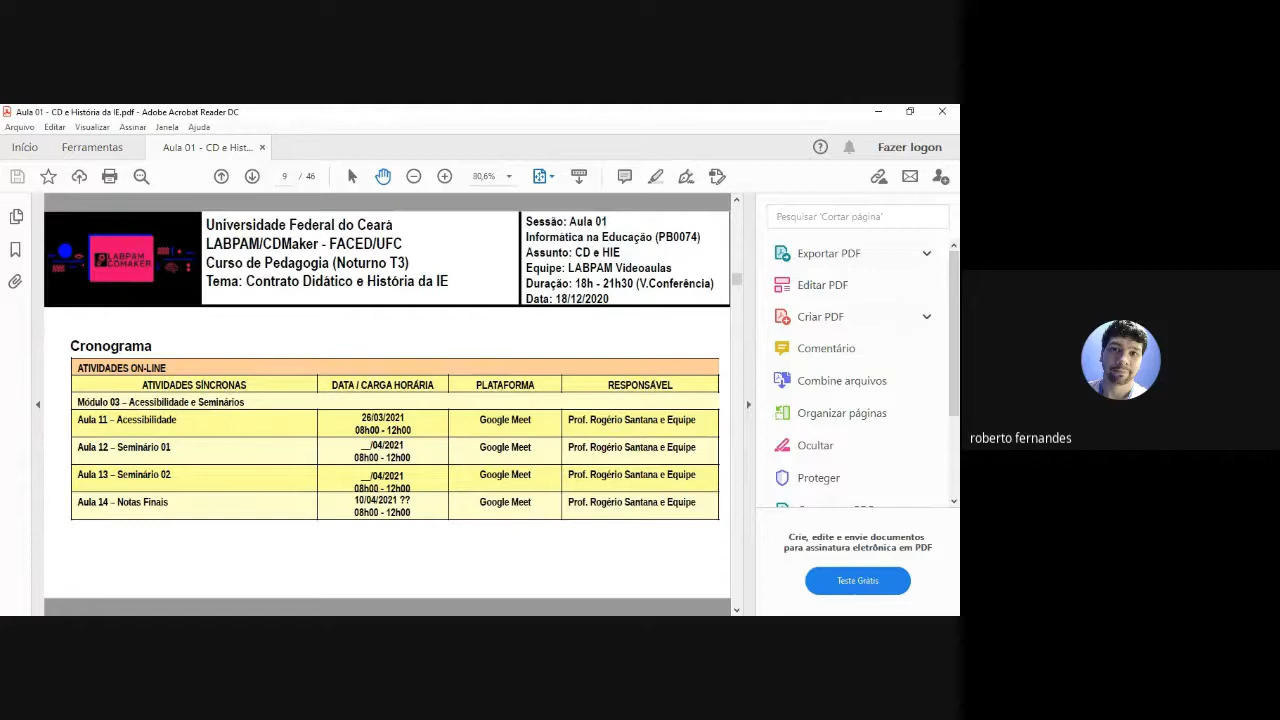 Aula 01 - CD e História da IE.pdf - Adobe Acrobat Reader DC
Arquivo Editar Visualizar Assinar Janela Ajuda
Início Ferramentas Aula 01 - CD e Hist... × Fazer logon
9 / 46 80,6%
LABPAM
CDMAKER
Universidade Federal do Ceará
LABPAM/CDMaker - FACED/UFC
Curso de Pedagogia (Noturno T3)
Tema: Contrato Didático e História da IE
Sessão: Aula 01
Informática na Educação (PB0074)
Assunto: CD e HIE
Equipe: LABPAM Videoaulas
Duração: 18h - 21h30 (V.Conferência)
Data: 18/12/2020
Cronograma
ATIVIDADES ON-LINE
ATIVIDADES SÍNCRONAS DATA / CARGA HORÁRIA PLATAFORMA RESPONSÁVEL
Módulo 03 – Acessibilidade e Seminários
Aula 11 – Acessibilidade 26/03/2021 08h00 - 12h00 Google Meet Prof. Rogério Santana e Equipe
Aula 12 – Seminário 01 __/04/2021 08h00 - 12h00 Google Meet Prof. Rogério Santana e Equipe
Aula 13 – Seminário 02 __/04/2021 08h00 - 12h00 Google Meet Prof. Rogério Santana e Equipe
Aula 14 – Notas Finais 10/04/2021 ?? 08h00 - 12h00 Google Meet Prof. Rogério Santana e Equipe
Pesquisar 'Cortar página'
Exportar PDF
Editar PDF
Criar PDF
Comentário
Combine arquivos
Organizar páginas
Ocultar
Proteger
Crie, edite e envie documentos
para assinatura eletrônica em PDF
Teste Grátis
roberto fernandes